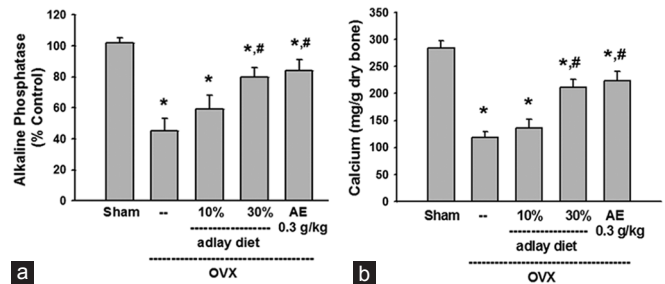 Alkaline Phosphatase
(% Control)
120
100
80
60
40
20
0
*
*
*,#
*,#
Sham
--
10%
30%
AE
0.3 g/kg
adlay diet
OVX
a
Calcium (mg/g dry bone)
350
300
250
200
150
100
50
0
*
*
*,#
*,#
Sham
--
10%
30%
AE
0.3 g/kg
adlay diet
OVX
b